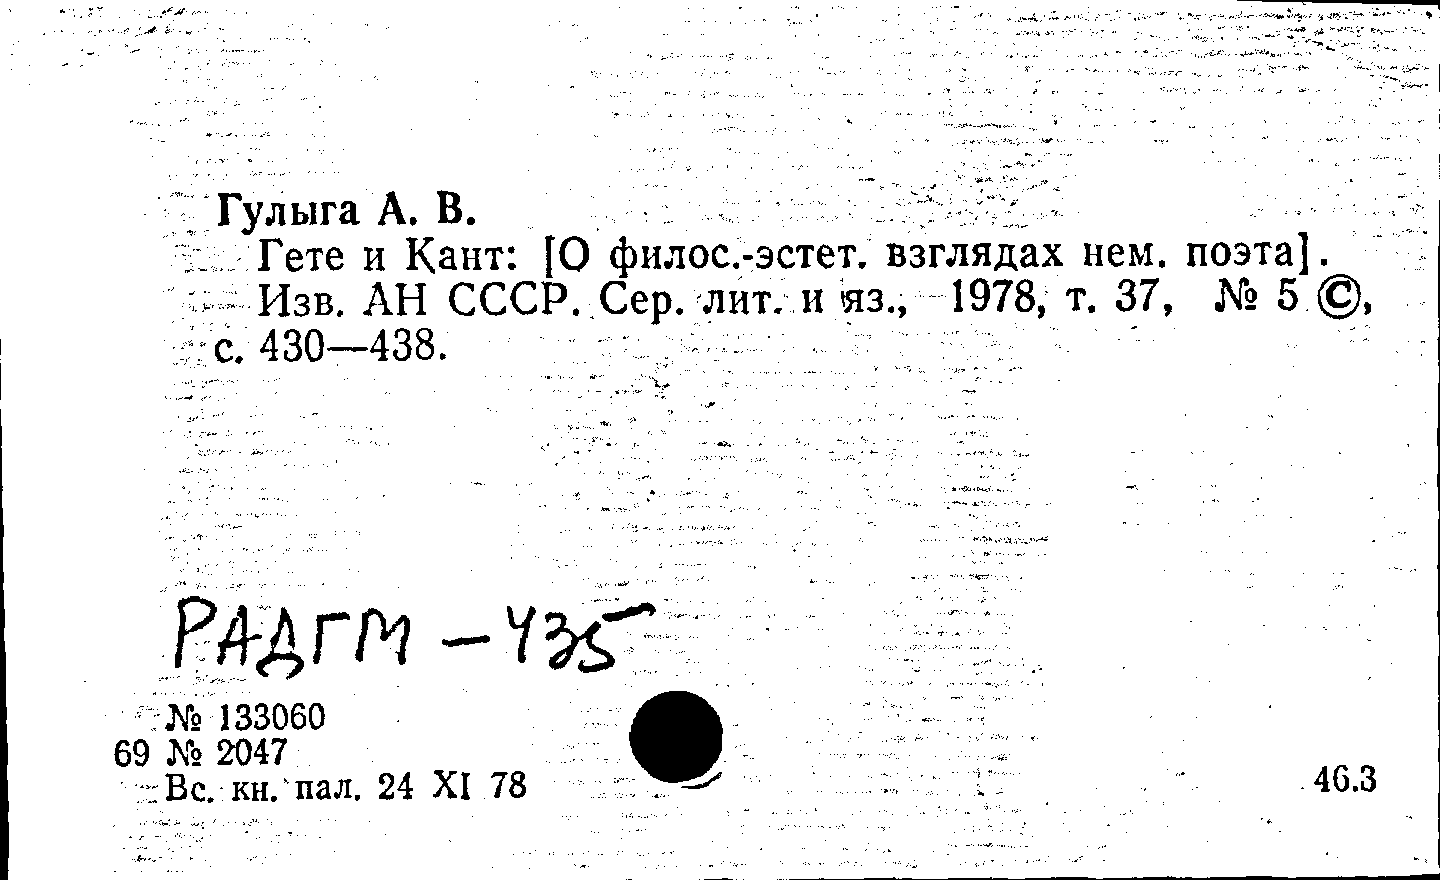 Гулыга А. В.
Гете и Кант: [О филос.-эстет. взглядах нем. поэта].
Изв. АН СССР. Сер. лит. и яз., 1978, т. 37, № 5 ©,
с. 430—438.
РАДГМ – 435
№ 133060
69 № 2047
Вс. кн. пал. 24 XI 78
46.3